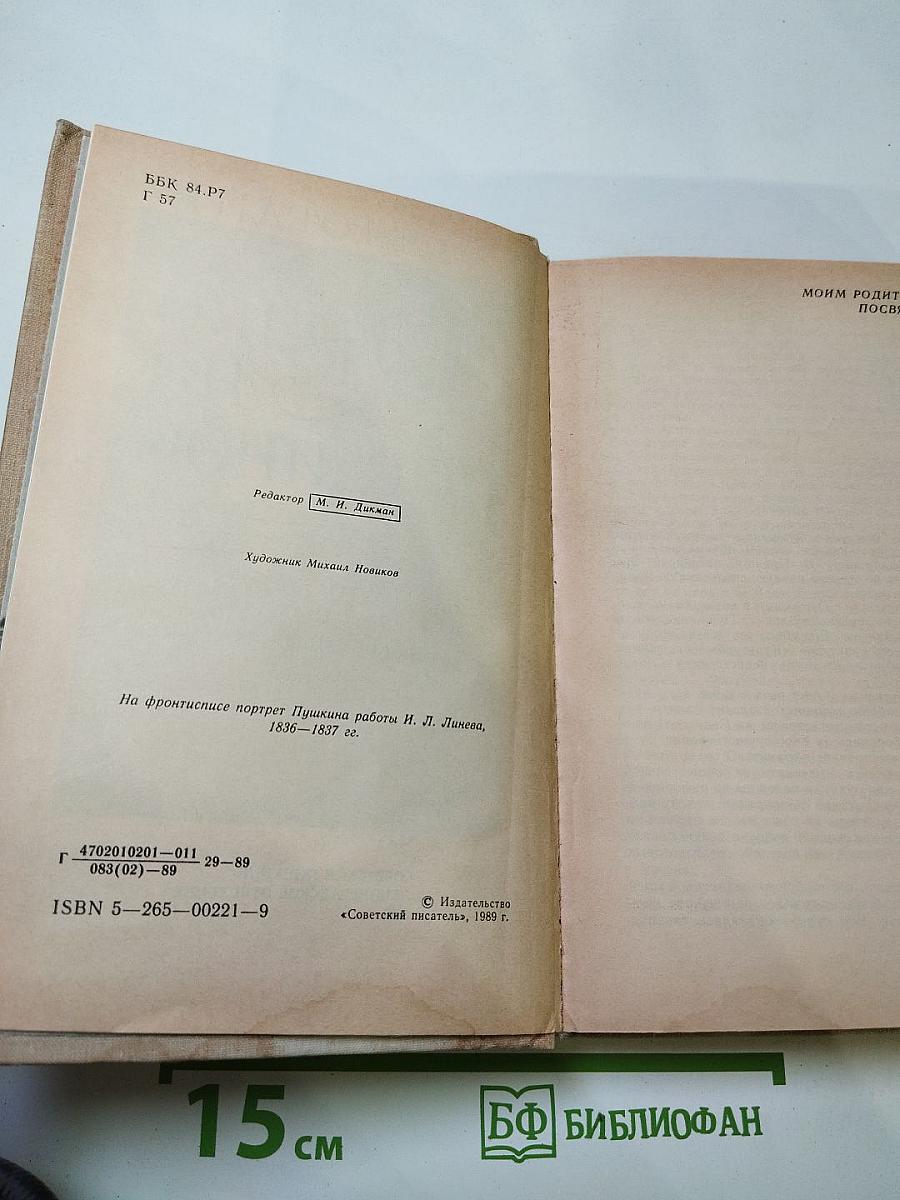 ББК 84.Р7
Г 57
Редактор М. И. Дикман
Художник Михаил Новиков
На фронтисписе портрет Пушкина работы И. Л. Линева,
1836—1837 гг.
Г 4702010201—011 29—89
083(02)—89
ISBN 5—265—00221—9
© Издательство
«Советский писатель», 1989 г.
МОИМ РОДИТ
ПОСВЯ
15 см
БФ БИБЛИОФАН